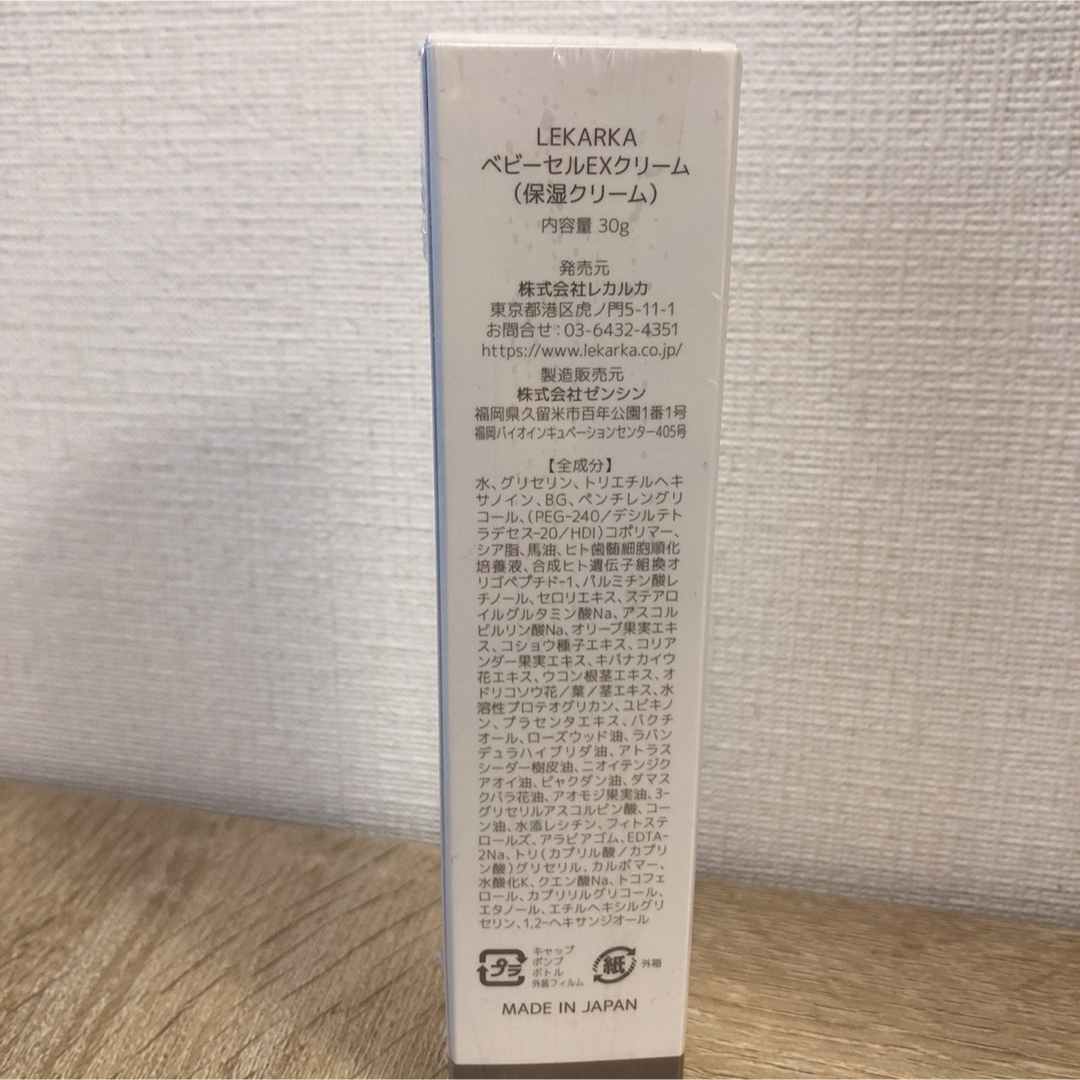 LEKARKA
ベビーセルEXクリーム
（保湿クリーム）
内容量 30g
発売元
株式会社レカルカ
東京都港区虎ノ門5-11-1
お問合せ：03-6432-4351
https://www.lekarka.co.jp/
製造販売元
株式会社ゼンシン
福岡県久留米市百年公園1番1号
福岡バイオインキュベーションセンター405号
【全成分】
水、グリセリン、トリエチルヘキ
サノイン、BG、ペンチレングリ
コール、（PEG-240／デシルテト
ラデセス-20／HDI）コポリマー、
シア脂、馬油、ヒト歯髄細胞順化
培養液、合成ヒト遺伝子組換オ
リゴペプチド-1、パルミチン酸レ
チノール、セロリエキス、ステアロ
イルグルタミン酸Na、アスコル
ビルリン酸Na、オリーブ果実エキ
ス、コショウ種子エキス、コリア
ンダー果実エキス、キバナカイウ
花エキス、ウコン根茎エキス、オ
ドリコソウ花／葉／茎エキス、水
溶性プロテオグリカン、ユビキノ
ン、プラセンタエキス、バクチ
オール、ローズウッド油、ラバン
デュラハイブリダ油、アトラス
シーダー樹皮油、ニオイテンジク
アオイ油、ビャクダン油、ダマス
クバラ花油、アオモジ果実油、3-
グリセリルアスコルビン酸、コー
ン油、水添レシチン、フィトステ
ロールズ、アラビアゴム、EDTA-
2Na、トリ（カプリル酸／カプリ
ン酸）グリセリル、カルボマー、
水酸化K、クエン酸Na、トコフェ
ロール、カプリリルグリコール、
エタノール、エチルヘキシルグリ
セリン、1,2-ヘキサンジオール
プラ
キャップ
ポンプ
ボトル
外装フィルム
紙
外箱
MADE IN JAPAN